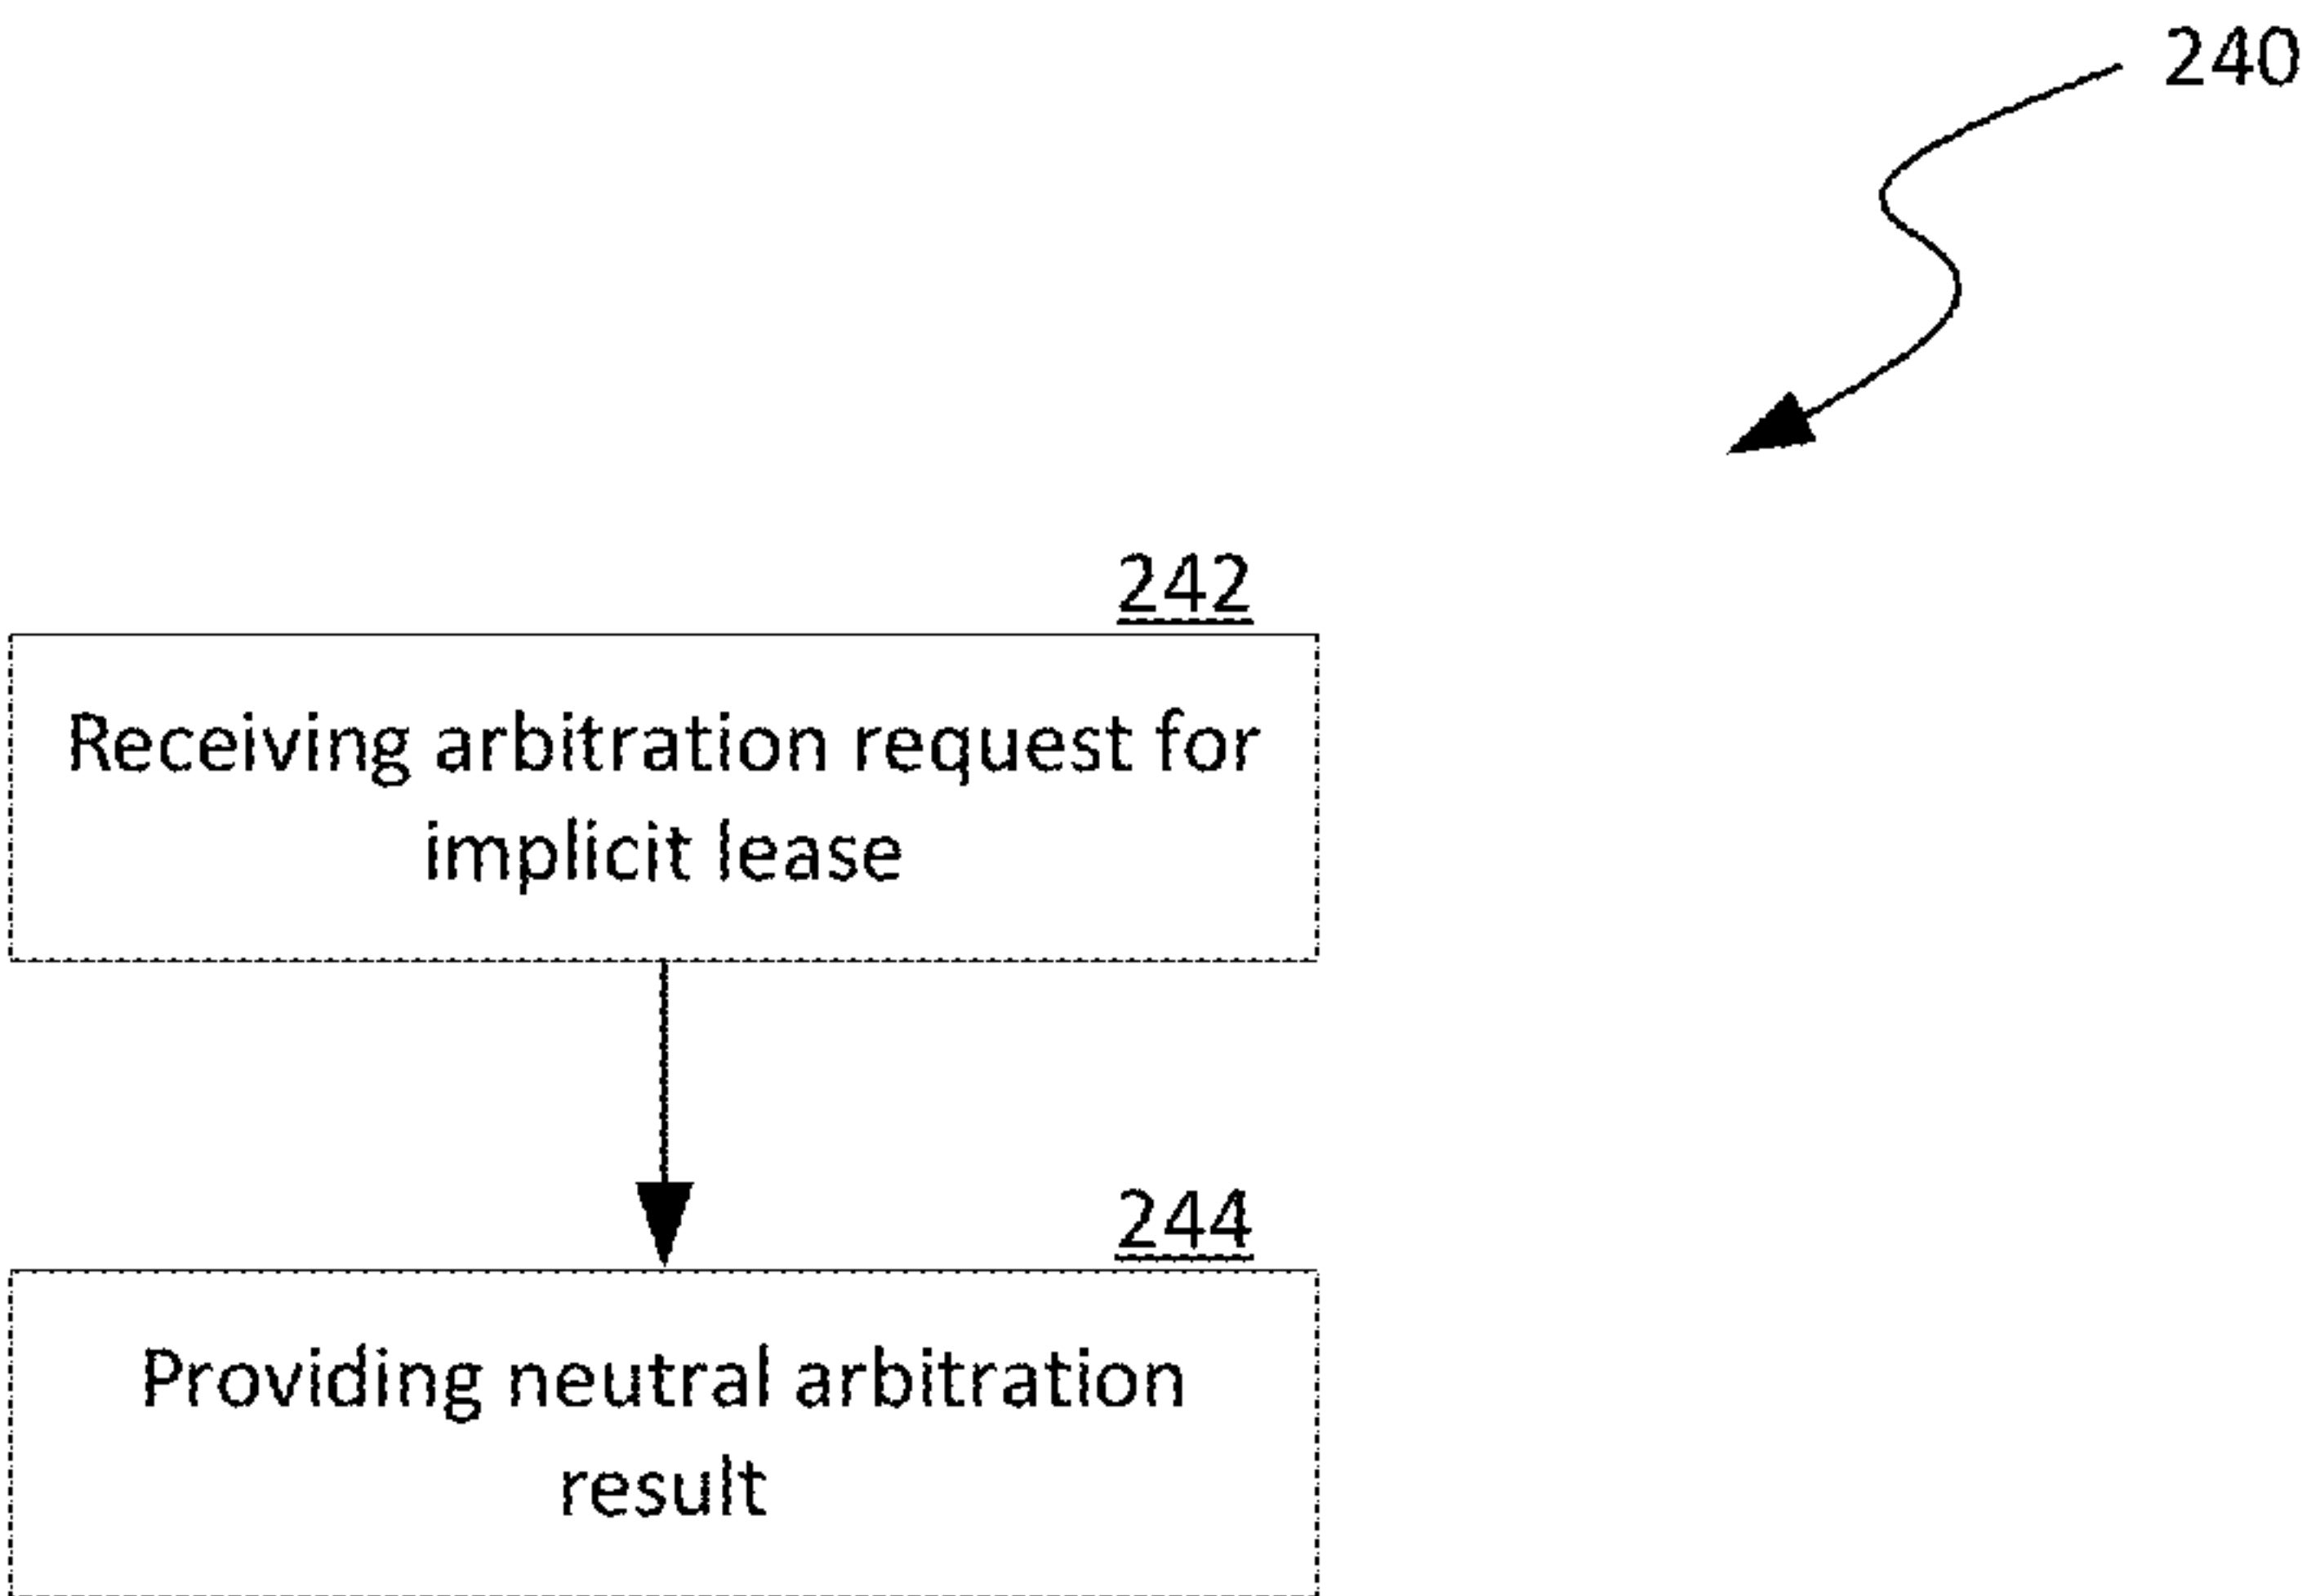 240
242
Receiving arbitration request for
implicit lease
244
Providing neutral arbitration
result